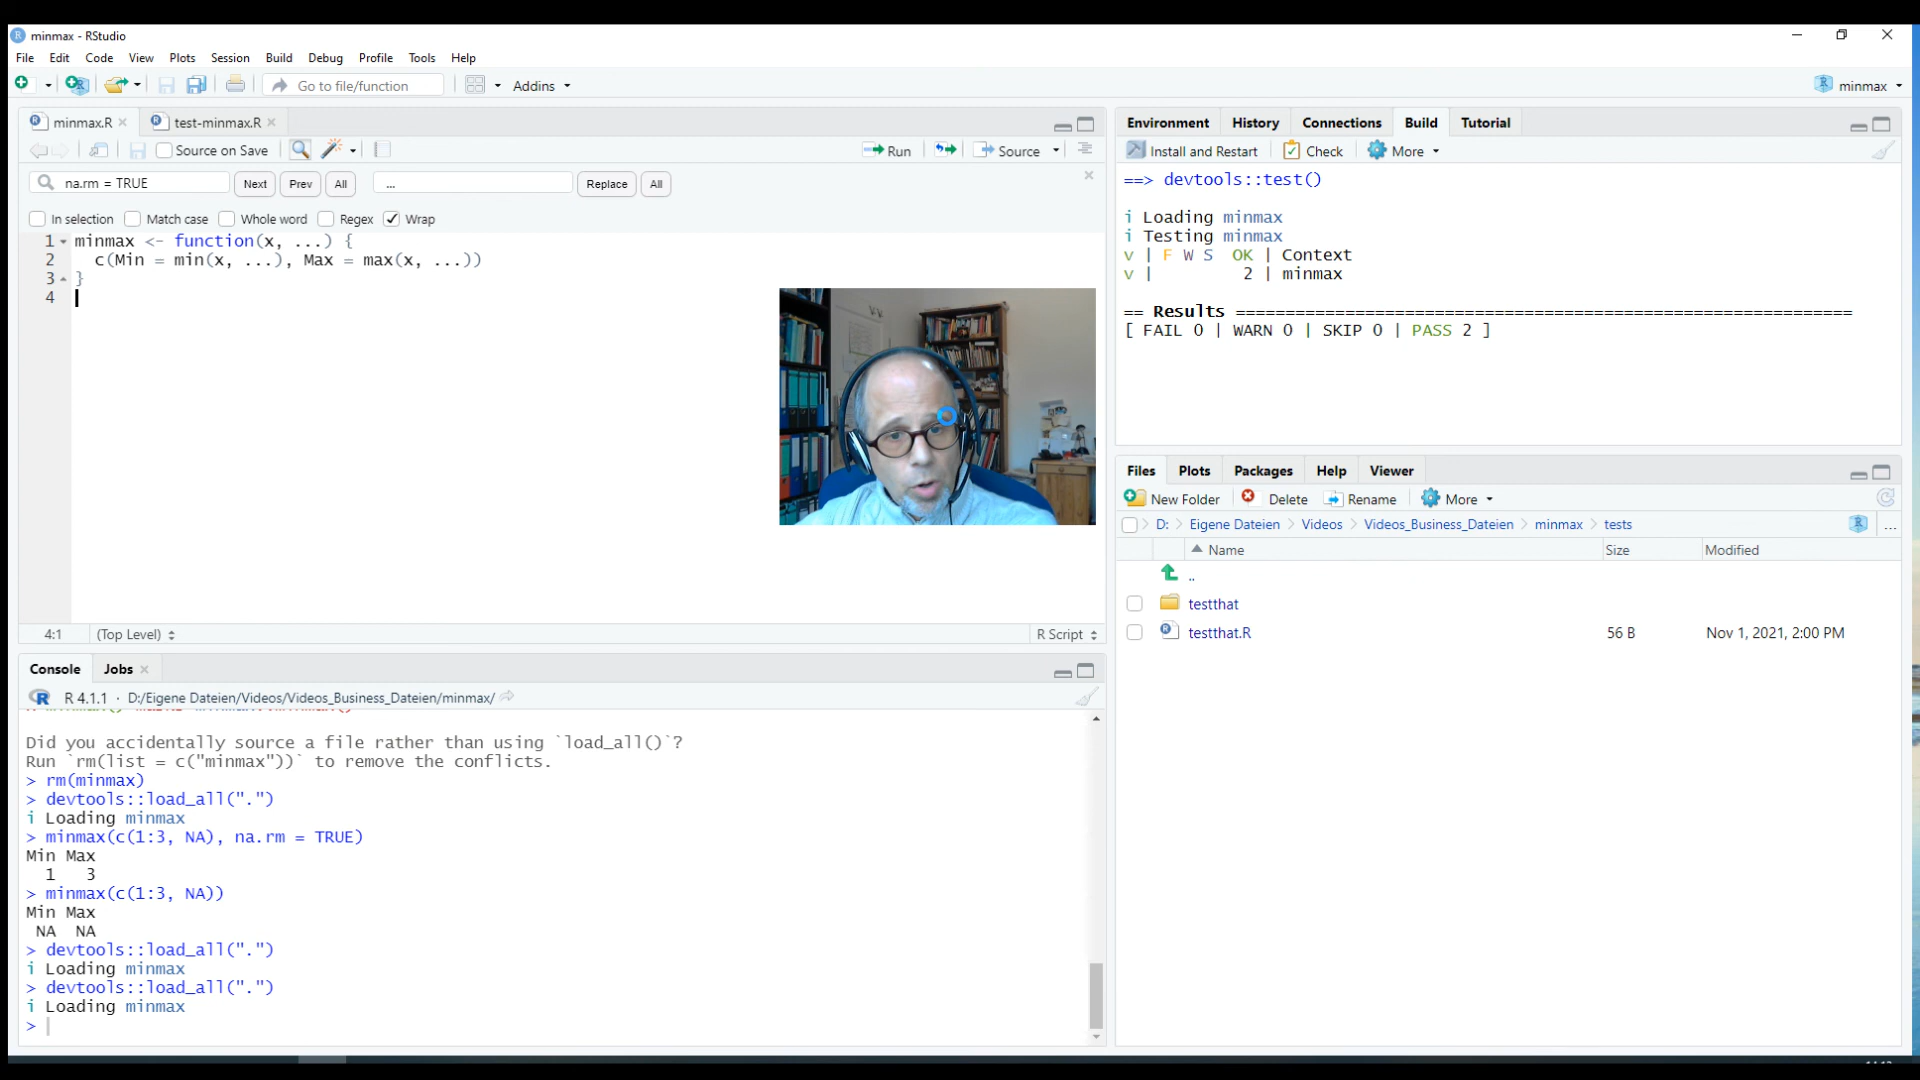 minmax - RStudio
File Edit Code View Plots Session Build Debug Profile Tools Help
Go to file/function Addins minmax
minmax.R test-minmax.R
Source on Save Run Source
na.rm = TRUE Next Prev All ... Replace All
In selection Match case Whole word Regex Wrap
1 minmax <- function(x, ...) {
2 c(Min = min(x, ...), Max = max(x, ...))
3 }
4
4:1 (Top Level) R Script
Console Jobs
R 4.1.1 · D:/Eigene Dateien/Videos/Videos_Business_Dateien/minmax/
Did you accidentally source a file rather than using `load_all()`?
Run `rm(list = c("minmax"))` to remove the conflicts.
> rm(minmax)
> devtools::load_all(".")
i Loading minmax
> minmax(c(1:3, NA), na.rm = TRUE)
Min Max
1 3
> minmax(c(1:3, NA))
Min Max
NA NA
> devtools::load_all(".")
i Loading minmax
> devtools::load_all(".")
i Loading minmax
>
Environment History Connections Build Tutorial
Install and Restart Check More
==> devtools::test()
i Loading minmax
i Testing minmax
v | F W S OK | Context
v | 2 | minmax
== Results ==================================================================
[ FAIL 0 | WARN 0 | SKIP 0 | PASS 2 ]
Files Plots Packages Help Viewer
New Folder Delete Rename More
D: Eigene Dateien Videos Videos_Business_Dateien minmax tests ...
Name Size Modified
..
testthat
testthat.R 56 B Nov 1, 2021, 2:00 PM